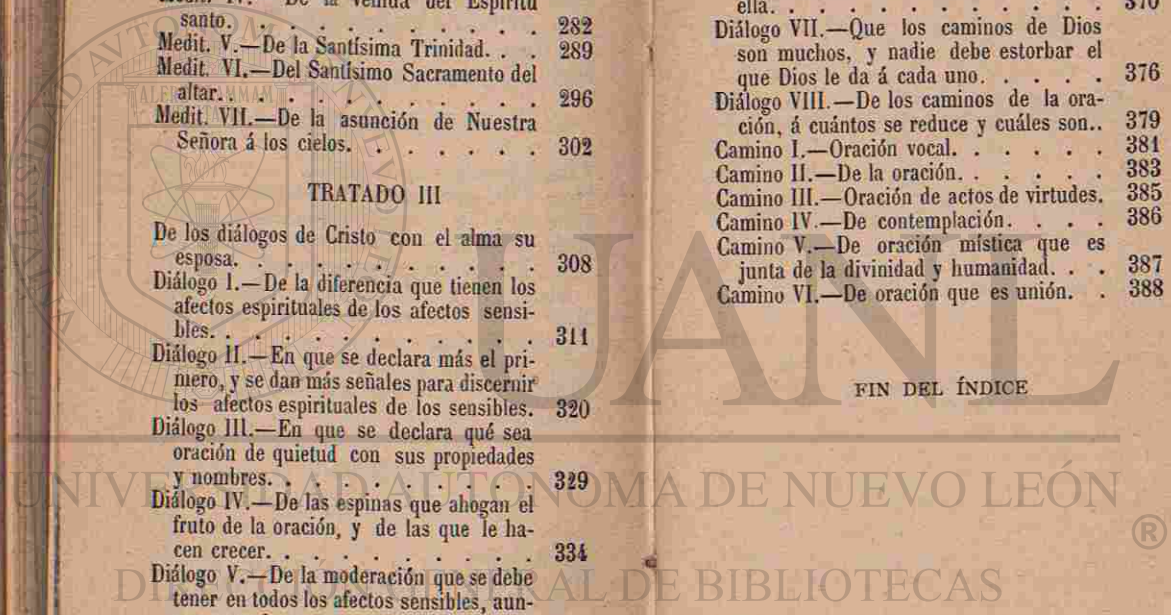 Medit. IV.—De la venida del Espíritu
santo. . . . . . . . . . . . 282
Medit. V.—De la Santísima Trinidad. . . 289
Medit. VI.—Del Santísimo Sacramento del
altar. . . . . . . . . . . . 296
Medit. VII.—De la asunción de Nuestra
Señora á los cielos. . . . . . . 302
TRATADO III
De los diálogos de Cristo con el alma su
esposa. . . . . . . . . . . . 308
Diálogo I.—De la diferencia que tienen los
afectos espirituales de los afectos sensi-
bles. . . . . . . . . . . . . 311
Diálogo II.—En que se declara más el pri-
mero, y se dan más señales para discernir
los afectos espirituales de los sensibles. 320
Diálogo III.—En que se declara qué sea
oración de quietud con sus propiedades
y nombres. . . . . . . . . . . 329
Diálogo IV.—De las espinas que ahogan el
fruto de la oración, y de las que le ha-
cen crecer. . . . . . . . . . . 334
Diálogo V.—De la moderación que se debe
tener en todos los afectos sensibles, aun-
ella. . . . . . . . . . . . . 370
Diálogo VII.—Que los caminos de Dios
son muchos, y nadie debe estorbar el
que Dios le da á cada uno. . . . . . 376
Diálogo VIII.—De los caminos de la ora-
ción, á cuántos se reduce y cuáles son.. 379
Camino I.—Oración vocal. . . . . . . 381
Camino II.—De la oración. . . . . . . 383
Camino III.—Oración de actos de virtudes. 385
Camino IV.—De contemplación. . . . . 386
Camino V.—De oración mística que es
junta de la divinidad y humanidad. . . 387
Camino VI.—De oración que es unión. . 388
FIN DEL ÍNDICE
UANL
UNIVERSIDAD AUTÓNOMA DE NUEVO LEÓN
®
DIRECCIÓN GENERAL DE BIBLIOTECAS